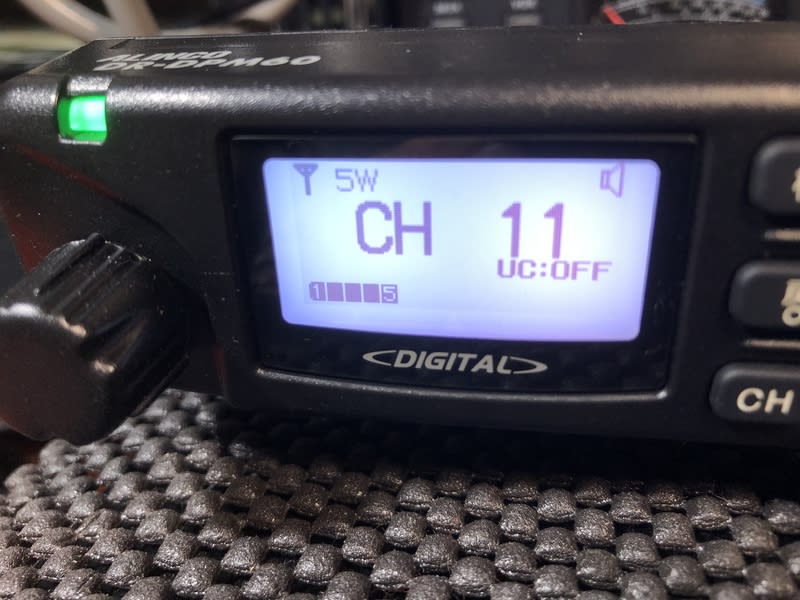 ALINCO
DR-DPM60
5W
CH 11
UC:OFF
1 5
DIGITAL
CH